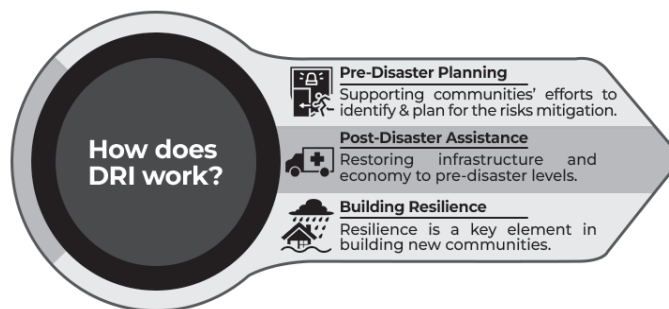 How does
DRI work?
Pre-Disaster Planning
Supporting communities' efforts to
identify & plan for the risks mitigation.
Post-Disaster Assistance
Restoring infrastructure and
economy to pre-disaster levels.
Building Resilience
Resilience is a key element in
building new communities.